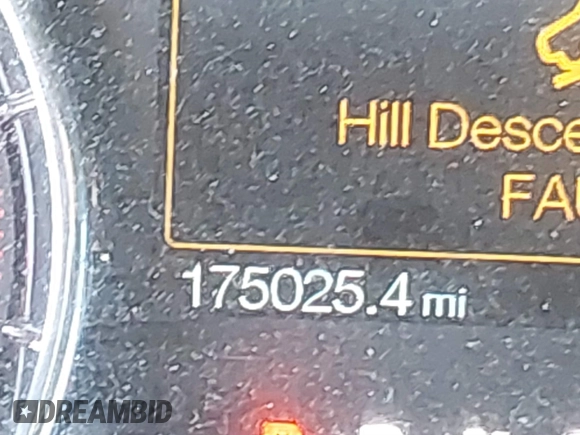 Hill Desce
FA
175025.4 mi
DREAMBID